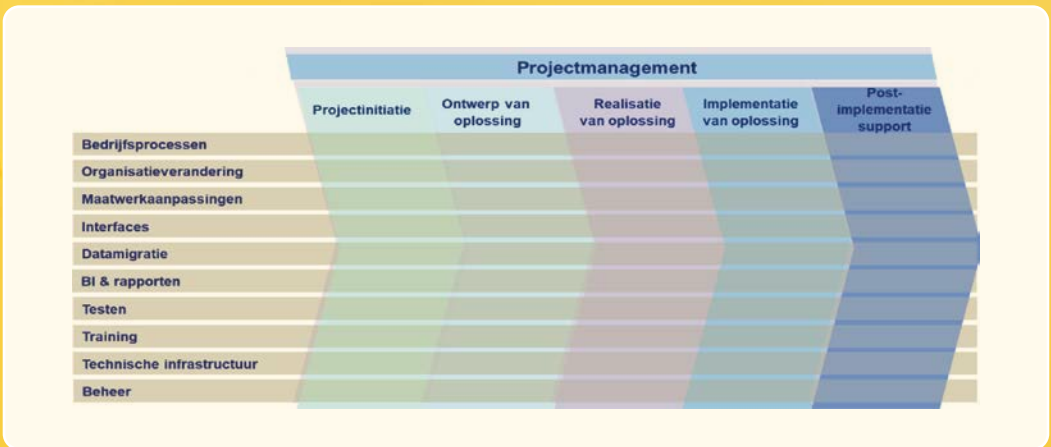 Projectmanagement
Projectinitiatie
Ontwerp van
oplossing
Realisatie
van oplossing
Implementatie
van oplossing
Post-
implementatie
support
Bedrijfsprocessen
Organisatieverandering
Maatwerkaanpassingen
Interfaces
Datamigratie
BI & rapporten
Testen
Training
Technische infrastructuur
Beheer